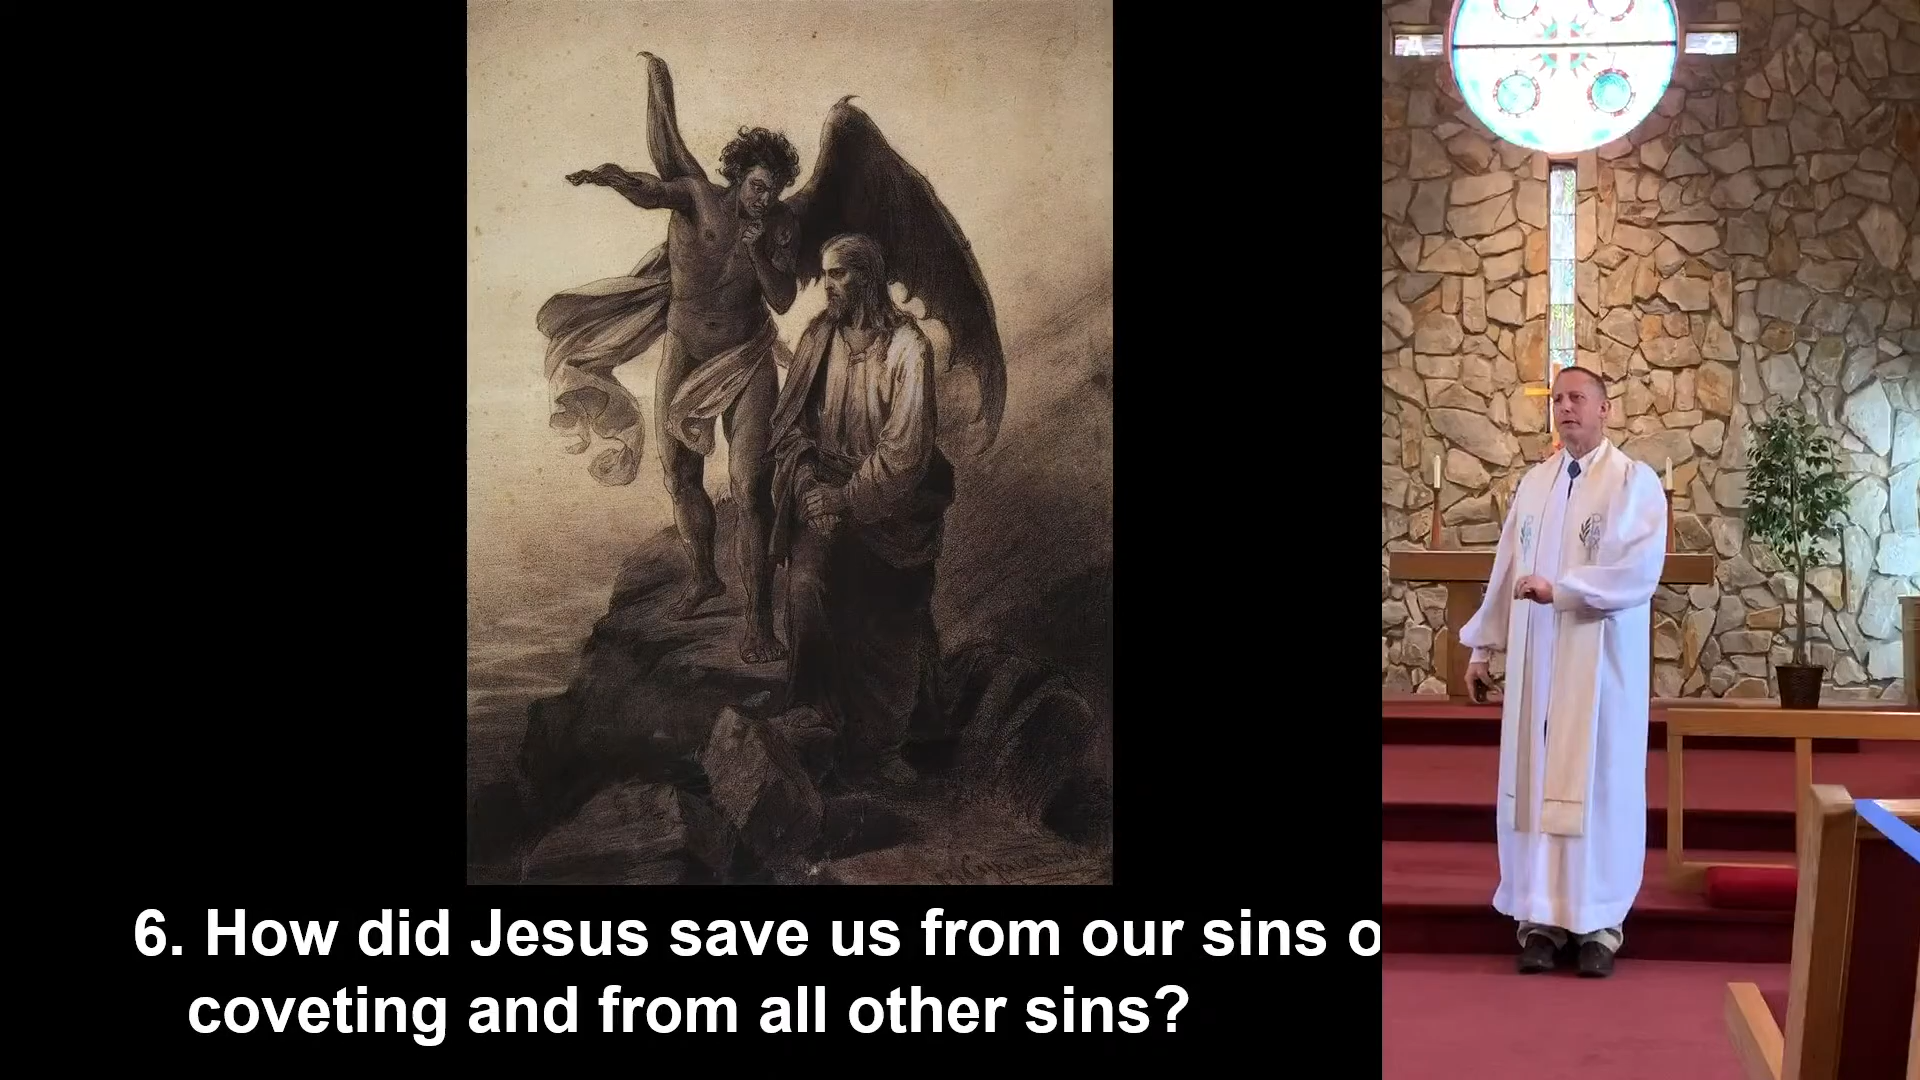 6. How did Jesus save us from our sins o
coveting and from all other sins?